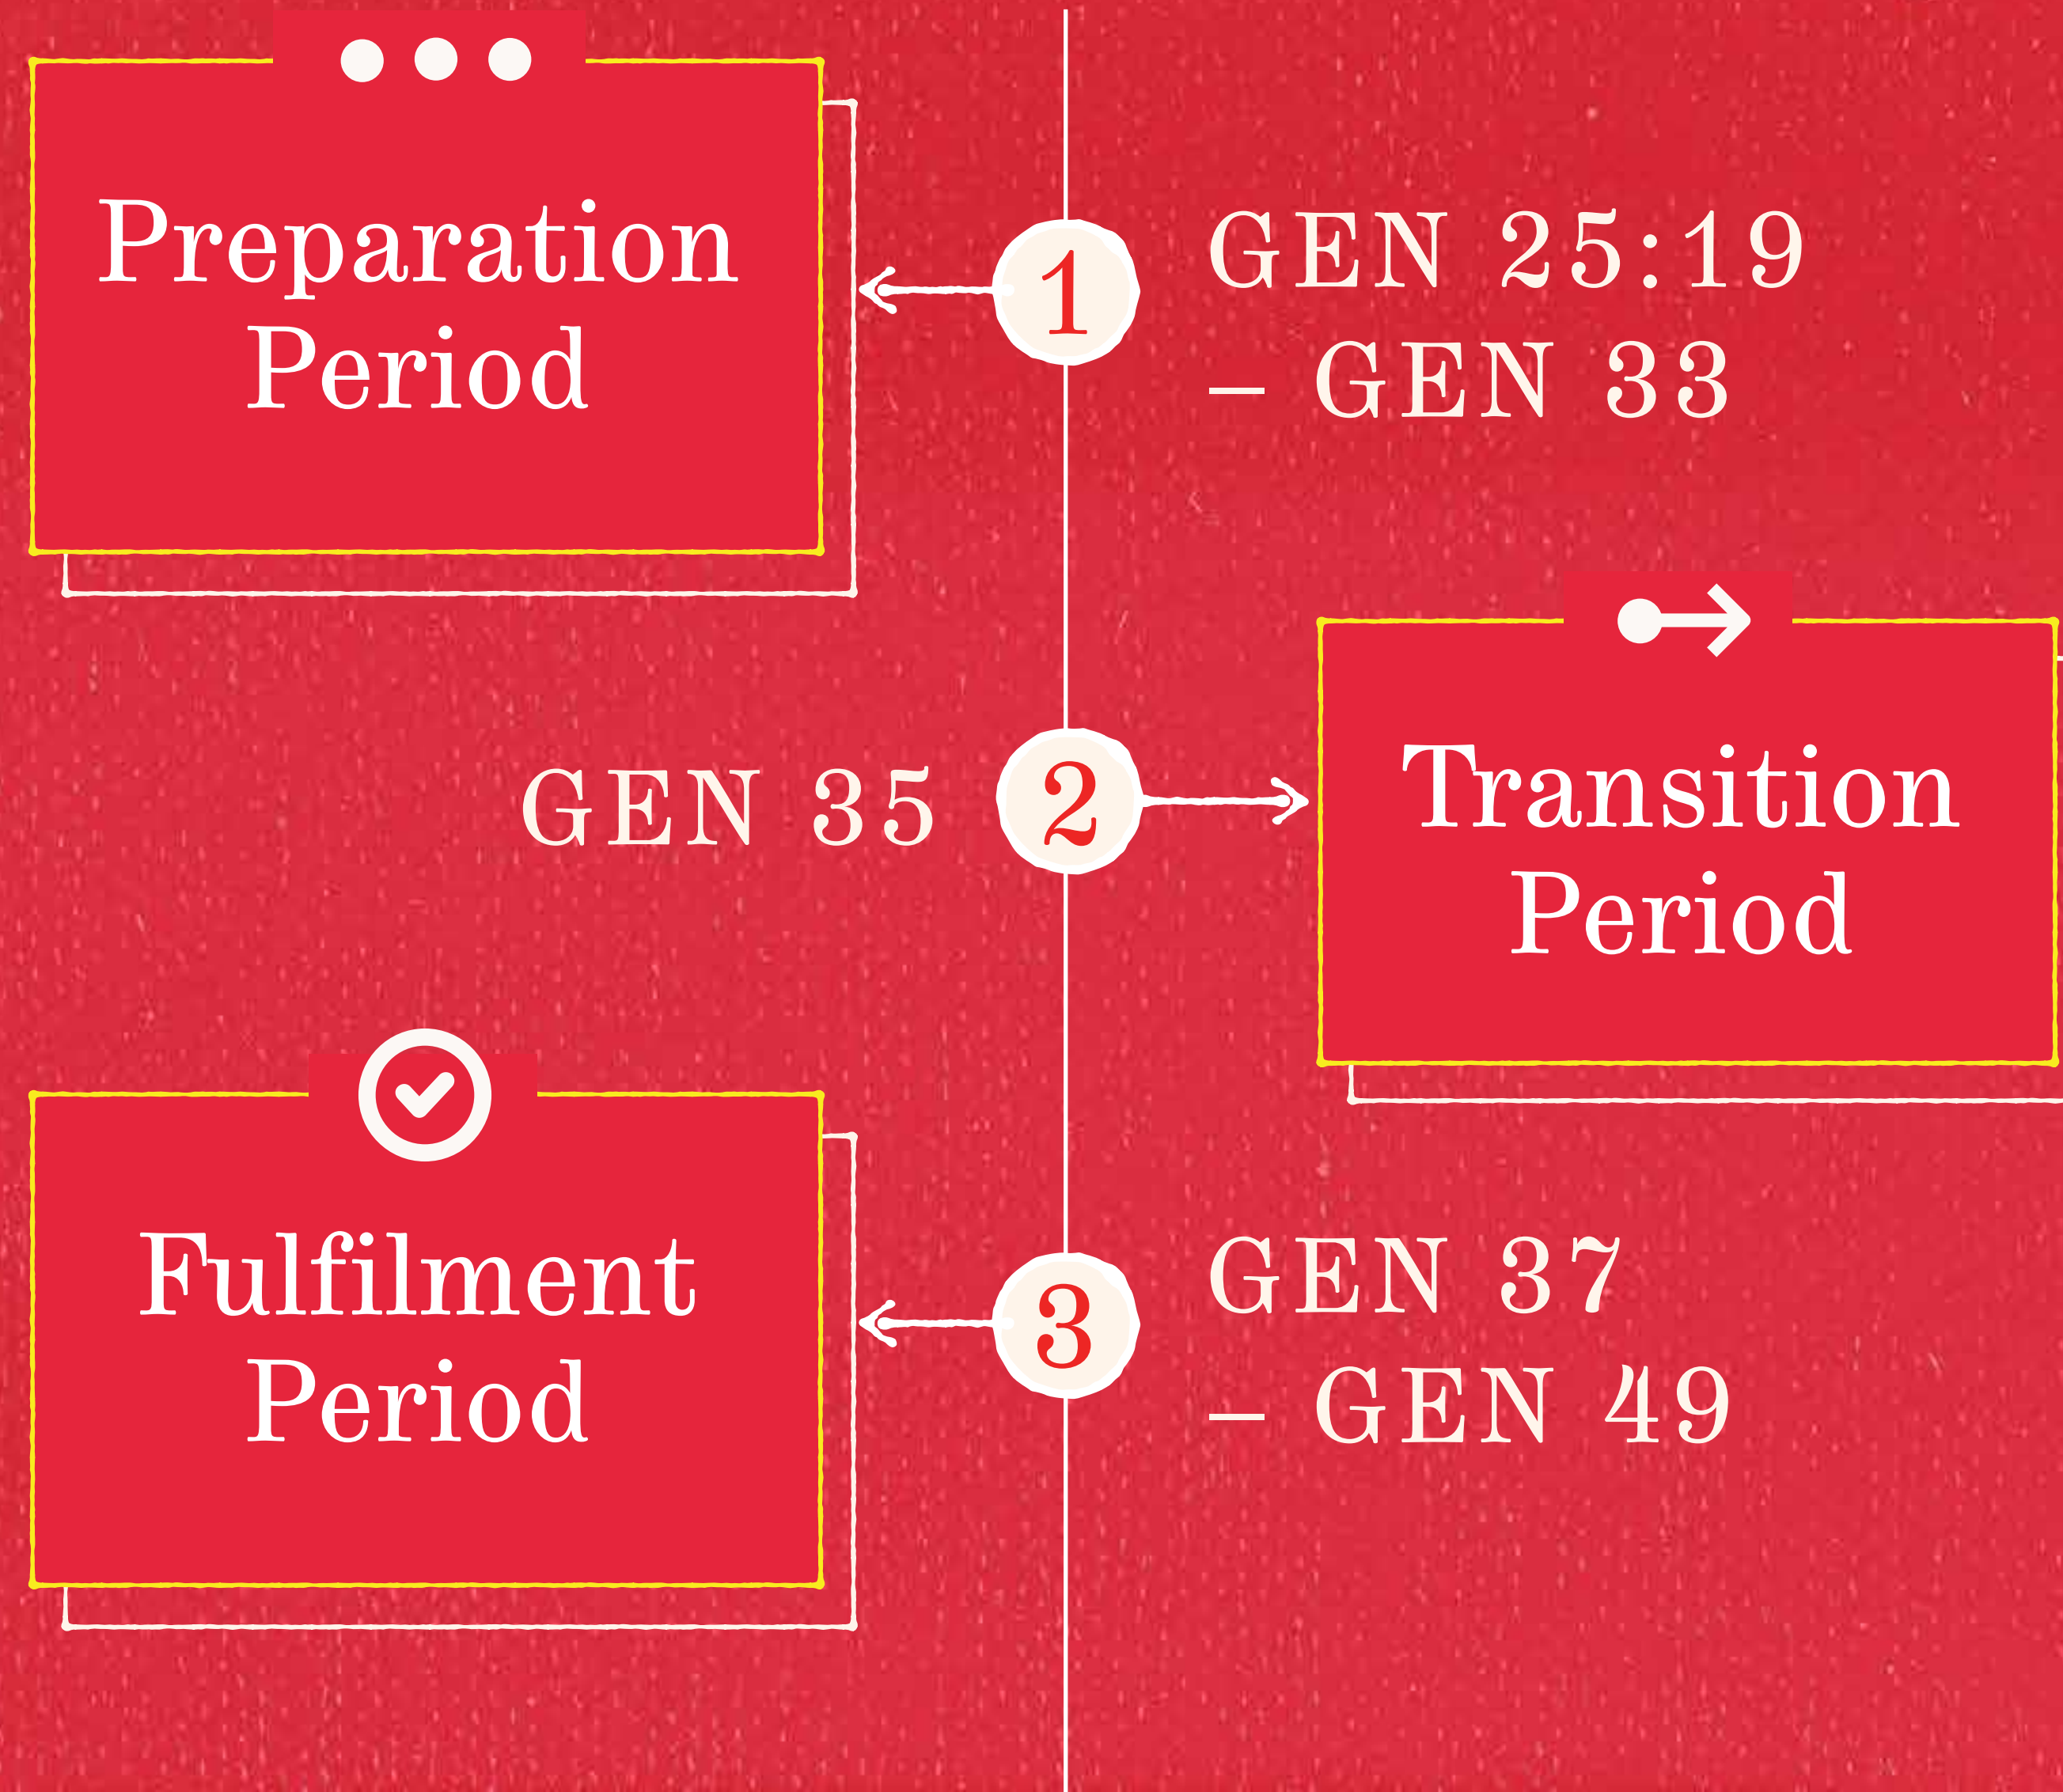 Preparation
Period
1
GEN 25:19
– GEN 33
GEN 35
2
Transition
Period
Fulfilment
Period
3
GEN 37
– GEN 49